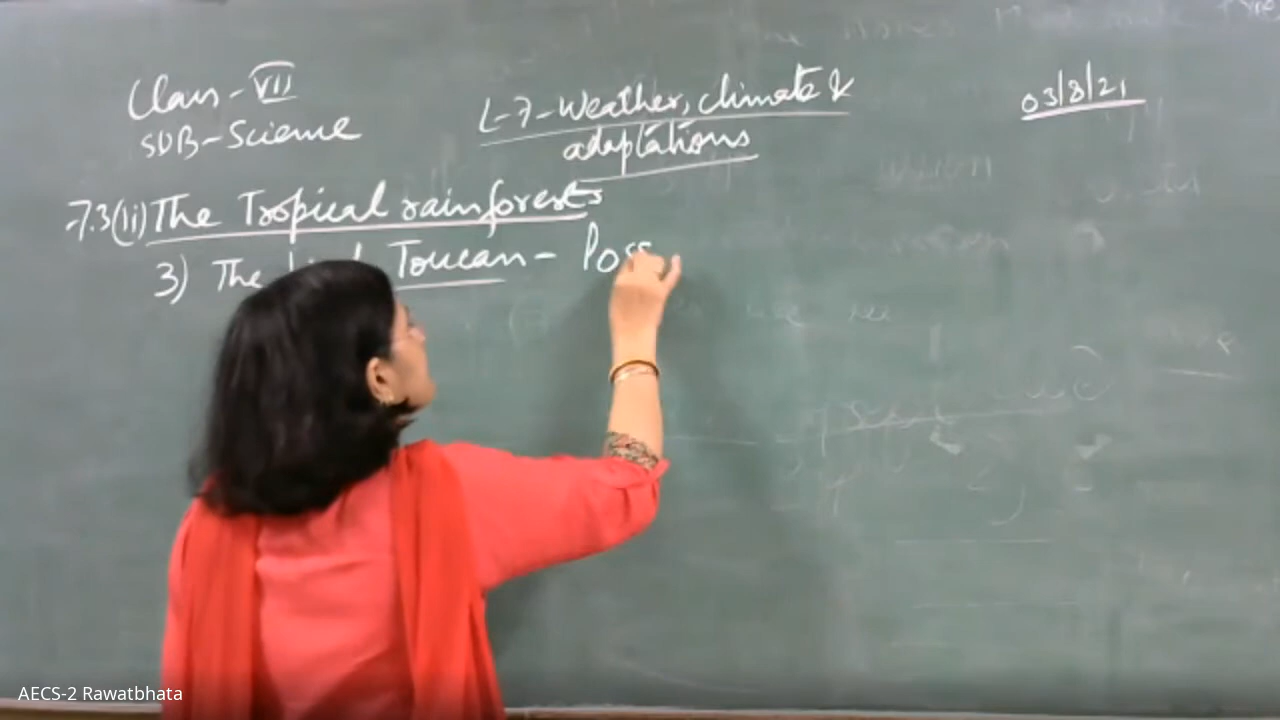 Class - VII
SUB - Science
L-7 - Weather, climate &
adaptations
03/8/21
7.3(ii) The Tropical rainforests
3) The Toucan - Poss
AECS-2 Rawatbhata